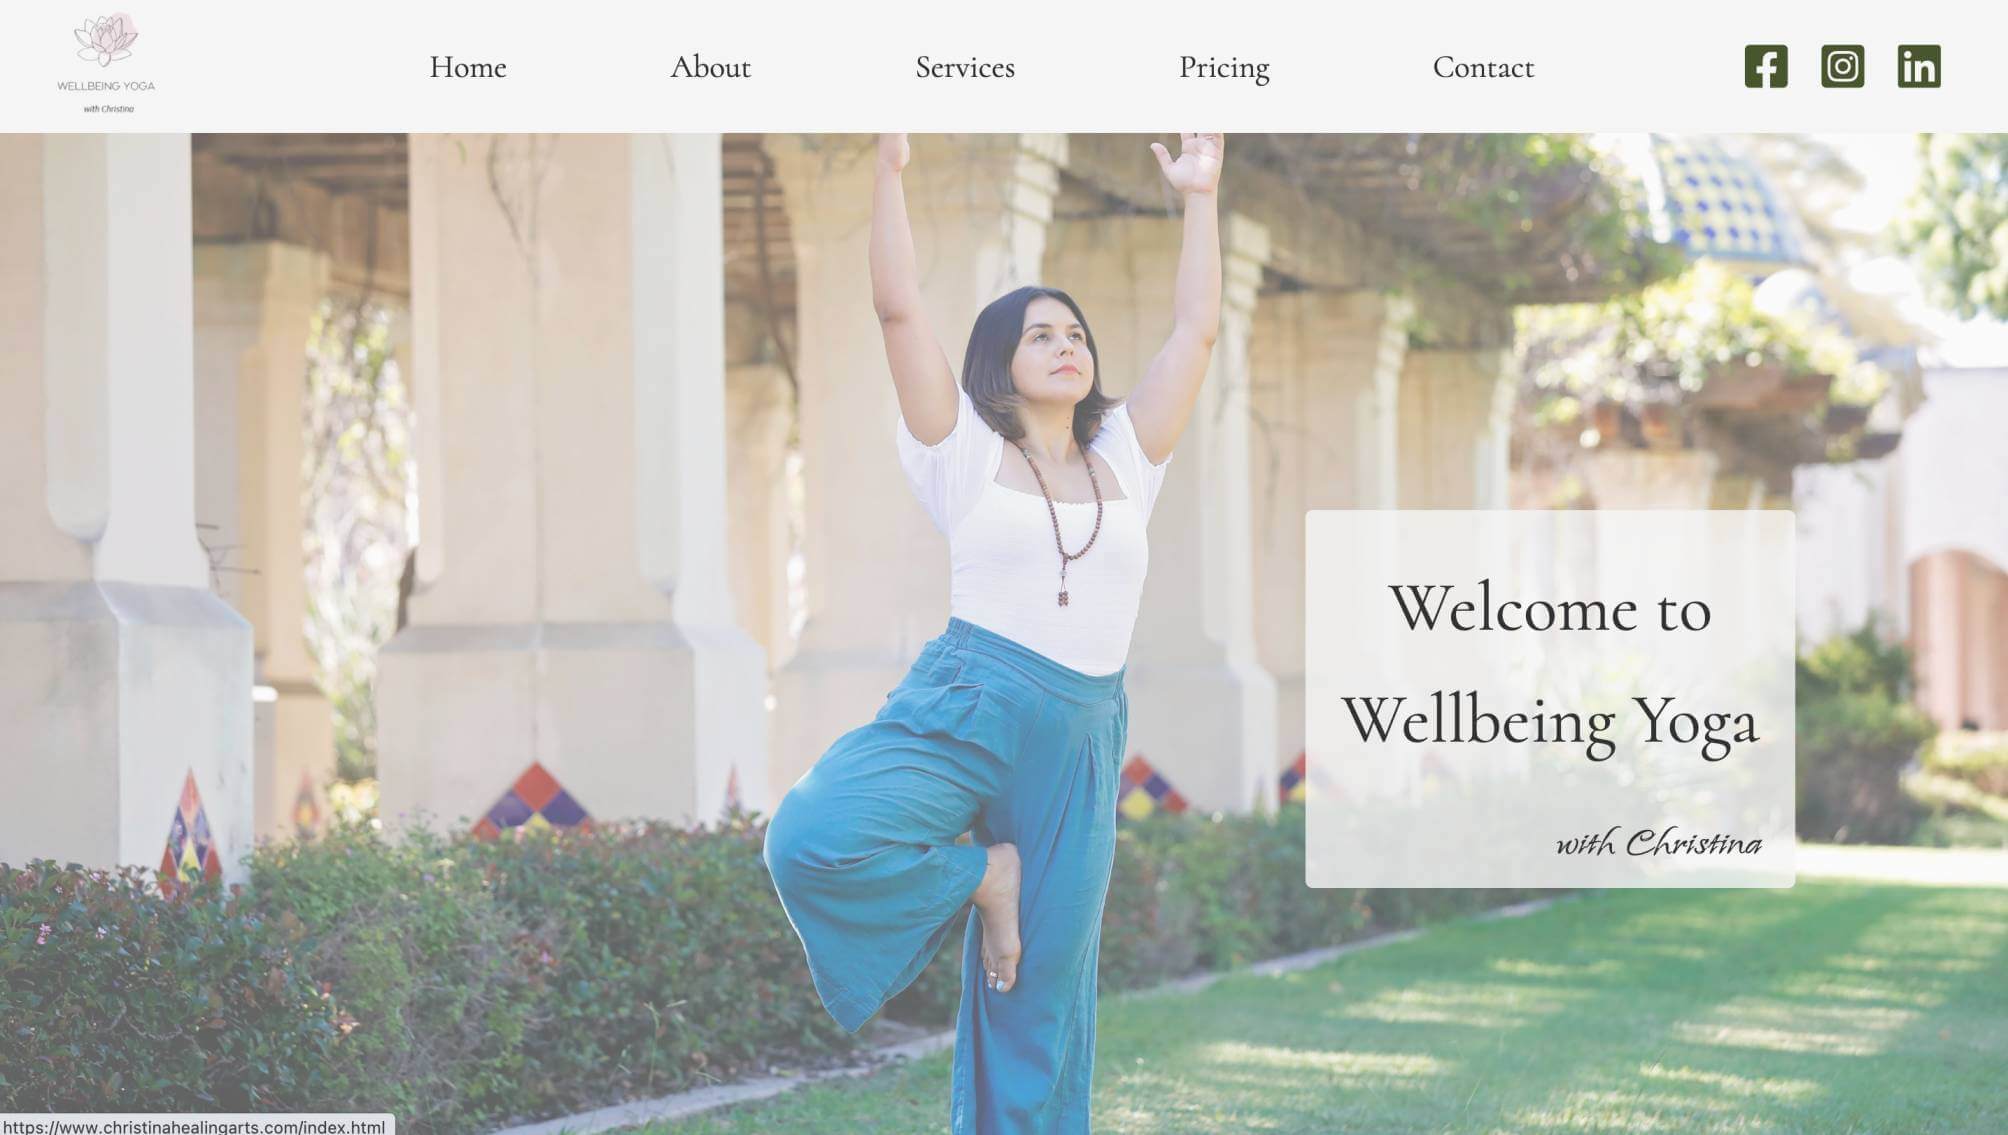 WELLBEING YOGA
with Christina
Home
About
Services
Pricing
Contact
Welcome to
Wellbeing Yoga
with Christina
https://www.christinahealingarts.com/index.html